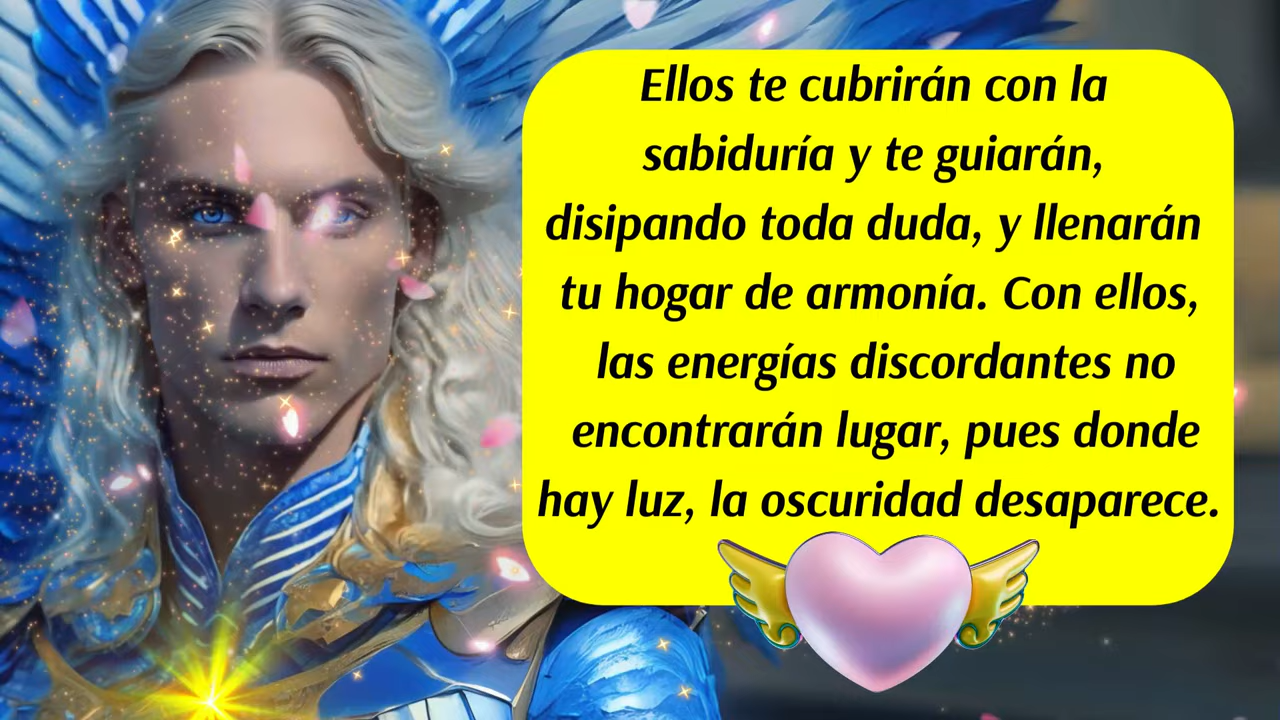 Ellos te cubrirán con la
sabiduría y te guiarán,
disipando toda duda, y llenarán
tu hogar de armonía. Con ellos,
las energías discordantes no
encontrarán lugar, pues donde
hay luz, la oscuridad desaparece.